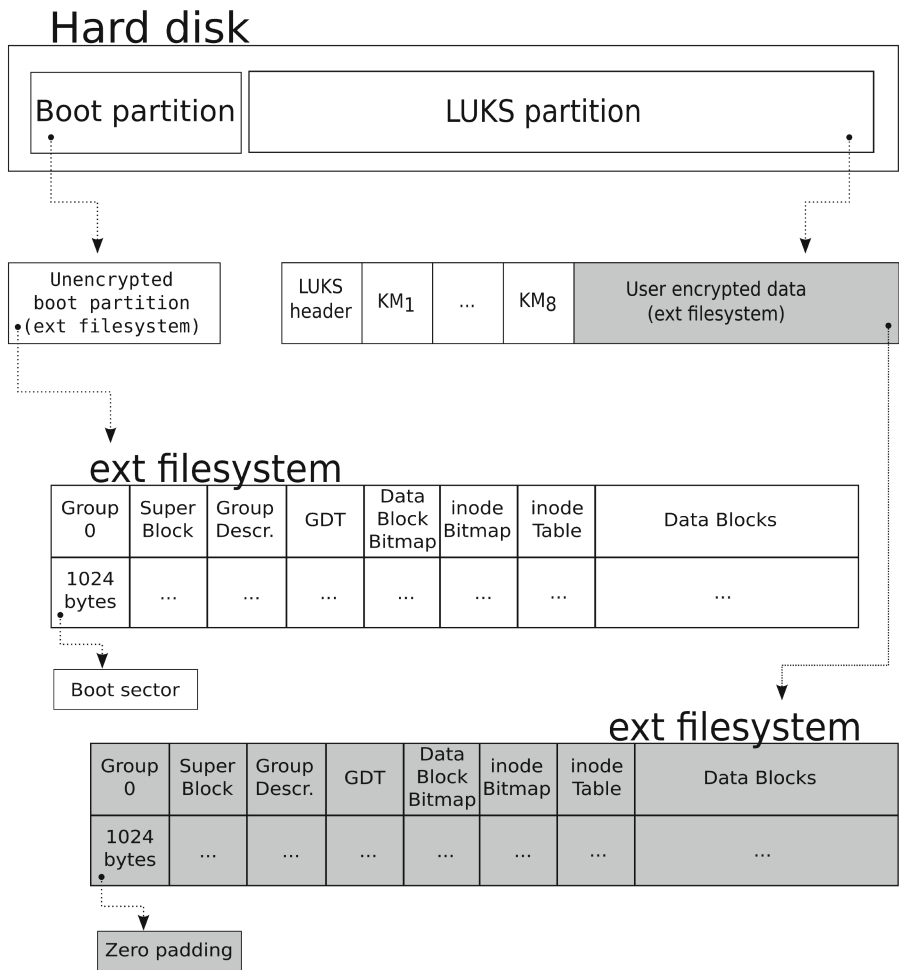 Hard disk
Boot partition
LUKS partition
Unencrypted
boot partition
(ext filesystem)
LUKS
header
KM1
...
KM8
User encrypted data
(ext filesystem)
ext filesystem
Group
0
Super
Block
Group
Descr.
GDT
Data
Block
Bitmap
inode
Bitmap
inode
Table
Data Blocks
1024
bytes
...
...
...
...
...
...
...
Boot sector
ext filesystem
Group
0
Super
Block
Group
Descr.
GDT
Data
Block
Bitmap
inode
Bitmap
inode
Table
Data Blocks
1024
bytes
...
...
...
...
...
...
...
Zero padding